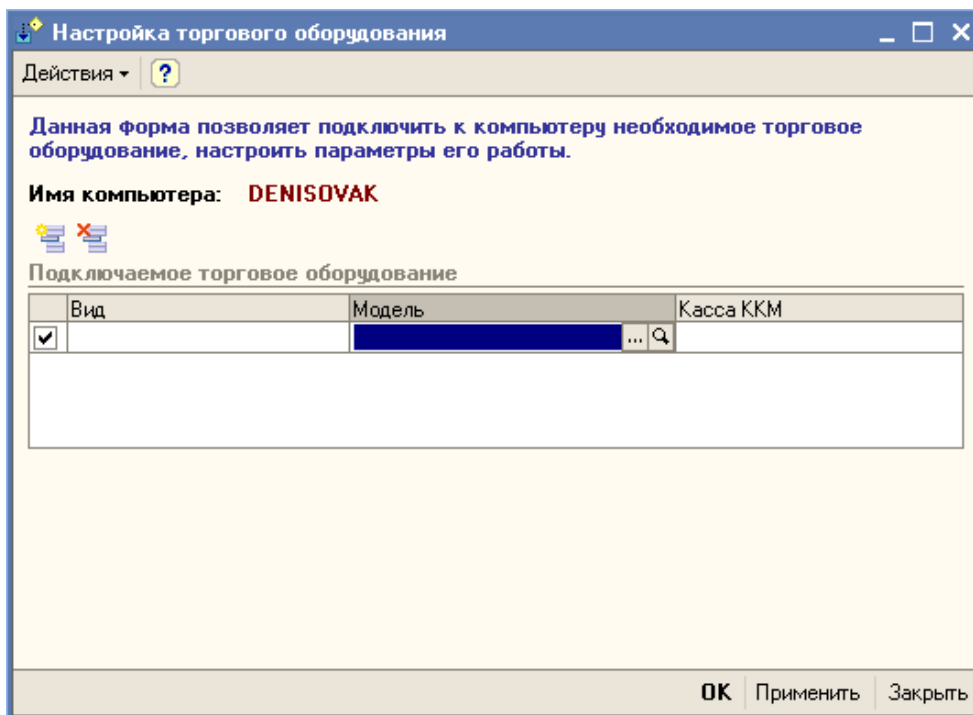 Настройка торгового оборудования
Действия
?
Данная форма позволяет подключить к компьютеру необходимое торговое
оборудование, настроить параметры его работы.
Имя компьютера: DENISOVAK
Подключаемое торговое оборудование
Вид Модель Касса ККМ
...
OK Применить Закрыть